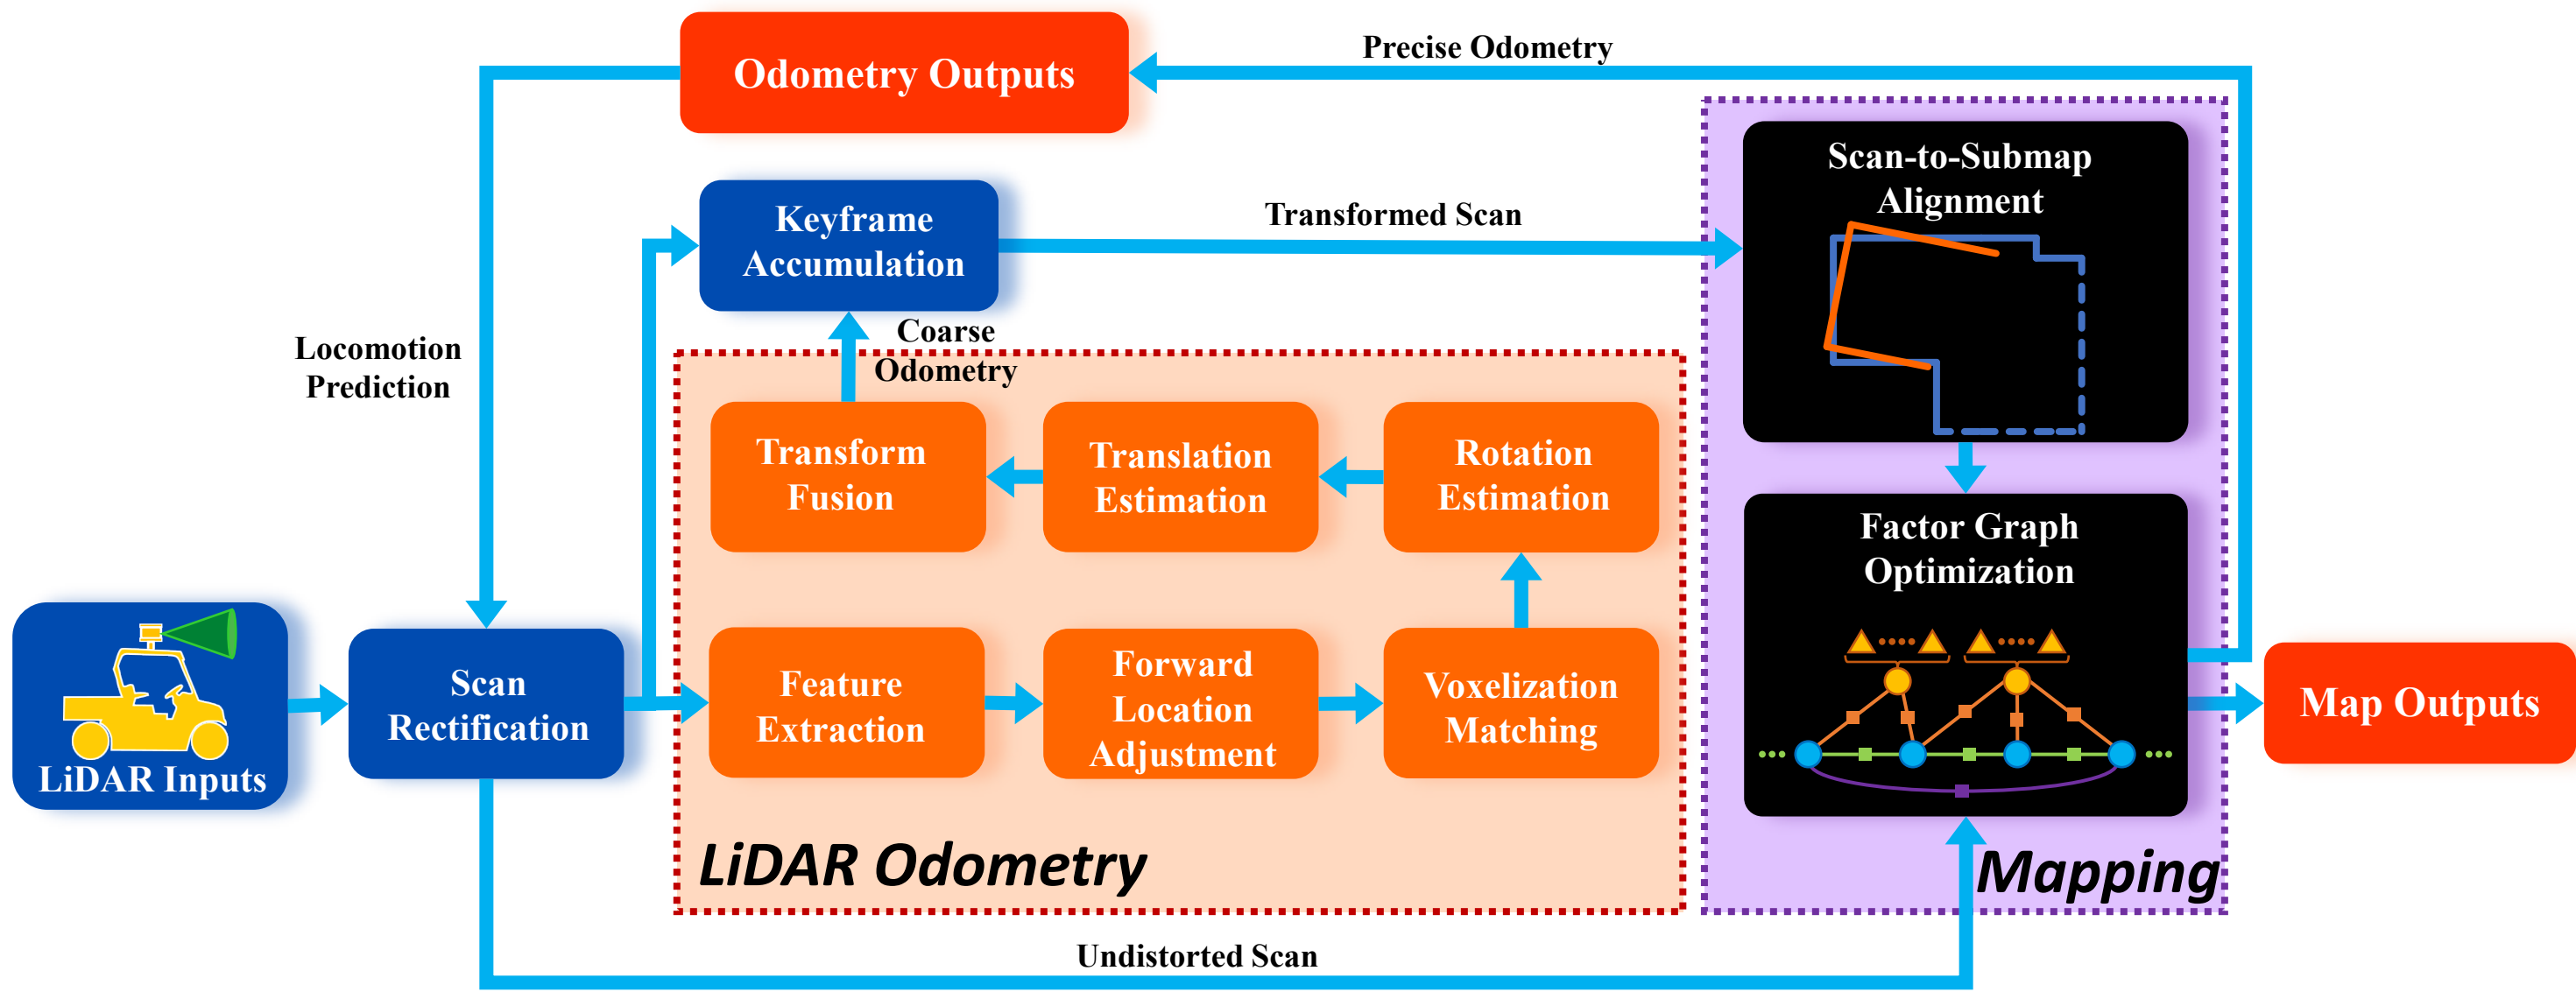 Precise Odometry
Odometry Outputs
Scan-to-Submap
Alignment
Keyframe
Accumulation
Transformed Scan
Locomotion
Prediction
Coarse
Odometry
Transform
Fusion
Translation
Estimation
Rotation
Estimation
Factor Graph
Optimization
LiDAR Inputs
Scan
Rectification
Feature
Extraction
Forward
Location
Adjustment
Voxelization
Matching
Map Outputs
LiDAR Odometry
Mapping
Undistorted Scan